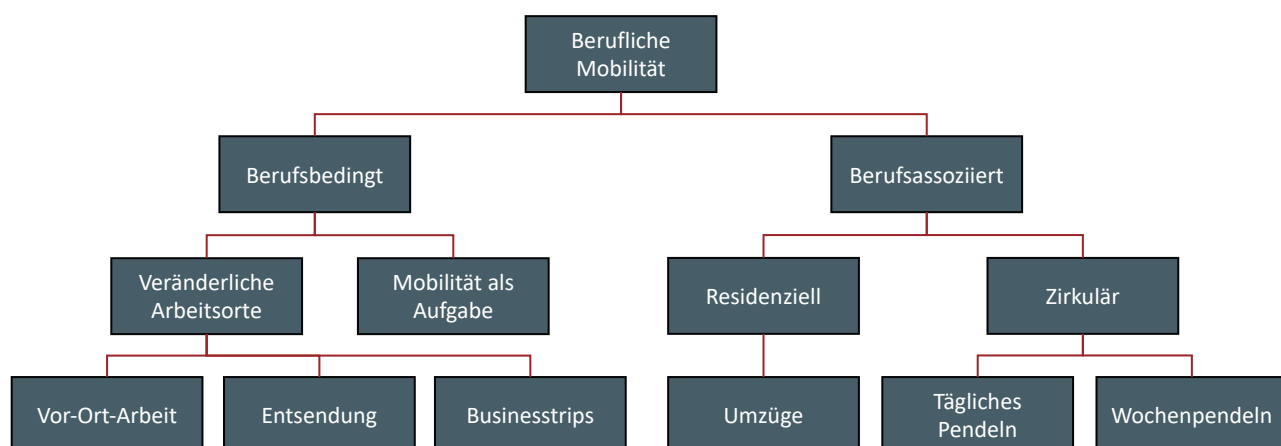 Berufliche
Mobilität
Berufsbedingt
Berufsassoziiert
Veränderliche
Arbeitsorte
Mobilität als
Aufgabe
Residenziell
Zirkulär
Vor-Ort-Arbeit
Entsendung
Businesstrips
Umzüge
Tägliches
Pendeln
Wochenpendeln